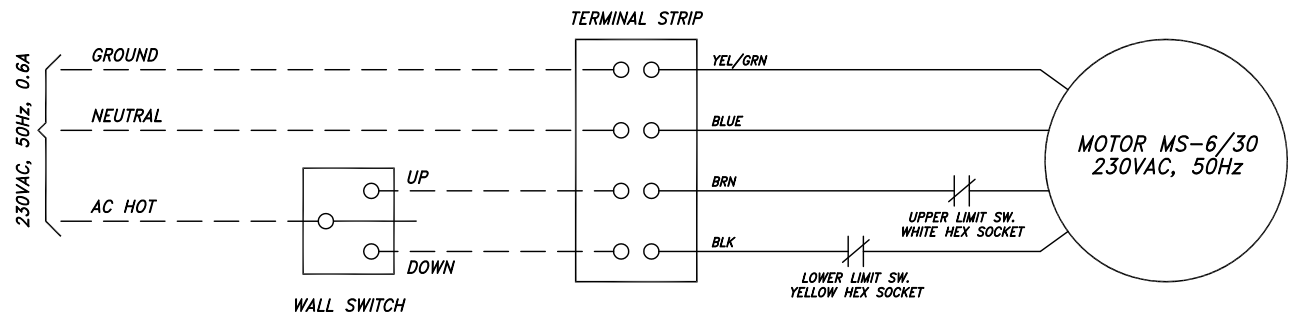 TERMINAL STRIP
230VAC, 50Hz, 0.6A
GROUND
YEL/GRN
NEUTRAL
BLUE
MOTOR MS-6/30
230VAC, 50Hz
UP
BRN
AC HOT
UPPER LIMIT SW.
WHITE HEX SOCKET
BLK
DOWN
LOWER LIMIT SW.
YELLOW HEX SOCKET
WALL SWITCH